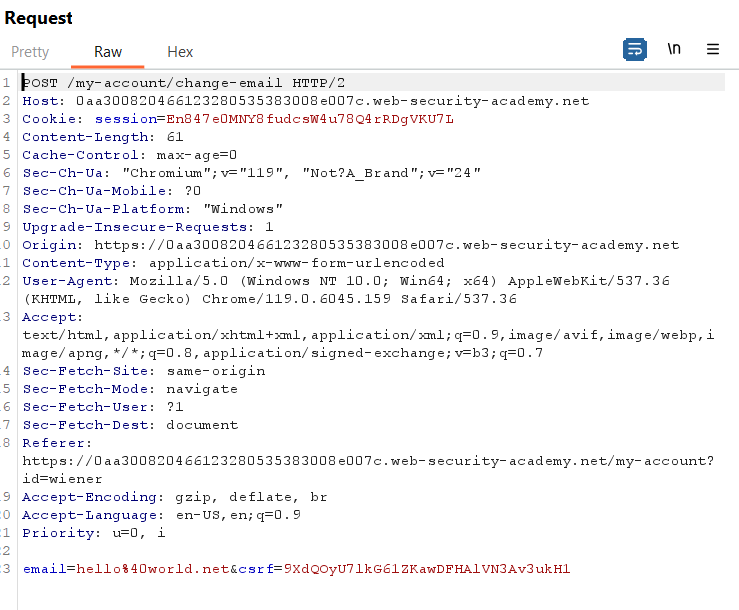 Request
Pretty Raw Hex \n
1 POST /my-account/change-email HTTP/2
2 Host: 0aa300820466123280535383008e007c.web-security-academy.net
3 Cookie: session=En847e0MNY8fudcsW4u78Q4rRDgVKU7L
4 Content-Length: 61
5 Cache-Control: max-age=0
6 Sec-Ch-Ua: "Chromium";v="119", "Not?A_Brand";v="24"
7 Sec-Ch-Ua-Mobile: ?0
8 Sec-Ch-Ua-Platform: "Windows"
9 Upgrade-Insecure-Requests: 1
0 Origin: https://0aa300820466123280535383008e007c.web-security-academy.net
1 Content-Type: application/x-www-form-urlencoded
2 User-Agent: Mozilla/5.0 (Windows NT 10.0; Win64; x64) AppleWebKit/537.36
(KHTML, like Gecko) Chrome/119.0.6045.159 Safari/537.36
3 Accept:
text/html,application/xhtml+xml,application/xml;q=0.9,image/avif,image/webp,i
mage/apng,*/*;q=0.8,application/signed-exchange;v=b3;q=0.7
4 Sec-Fetch-Site: same-origin
5 Sec-Fetch-Mode: navigate
6 Sec-Fetch-User: ?1
7 Sec-Fetch-Dest: document
8 Referer:
https://0aa300820466123280535383008e007c.web-security-academy.net/my-account?
id=wiener
9 Accept-Encoding: gzip, deflate, br
0 Accept-Language: en-US,en;q=0.9
1 Priority: u=0, i
2
3 email=hello%40world.net&csrf=9XdQOyU7lkG61ZKawDFHAlVN3Av3ukH1